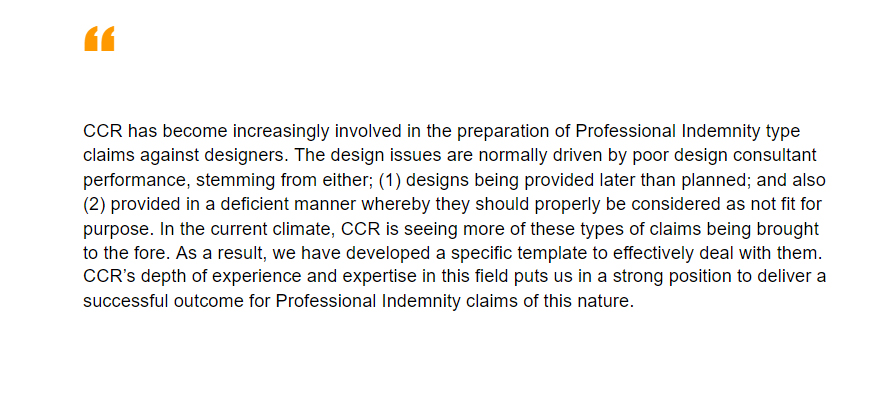 “
CCR has become increasingly involved in the preparation of Professional Indemnity type
claims against designers. The design issues are normally driven by poor design consultant
performance, stemming from either; (1) designs being provided later than planned; and also
(2) provided in a deficient manner whereby they should properly be considered as not fit for
purpose. In the current climate, CCR is seeing more of these types of claims being brought
to the fore. As a result, we have developed a specific template to effectively deal with them.
CCR’s depth of experience and expertise in this field puts us in a strong position to deliver a
successful outcome for Professional Indemnity claims of this nature.